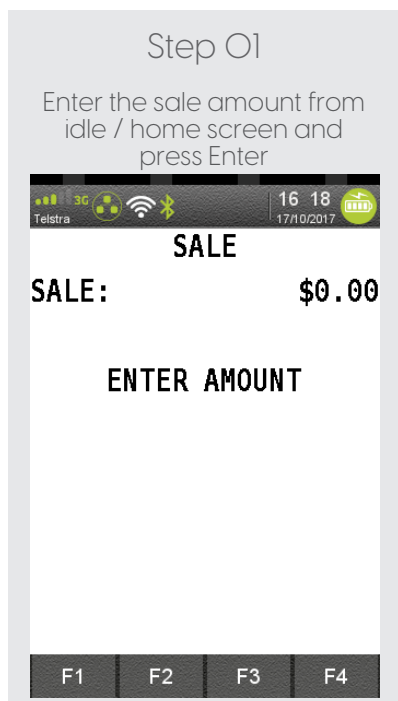 Step 01
Enter the sale amount from
idle / home screen and
press Enter
3G
16 18
Telstra
17/10/2017
SALE
SALE: $0.00
ENTER AMOUNT
F1 F2 F3 F4